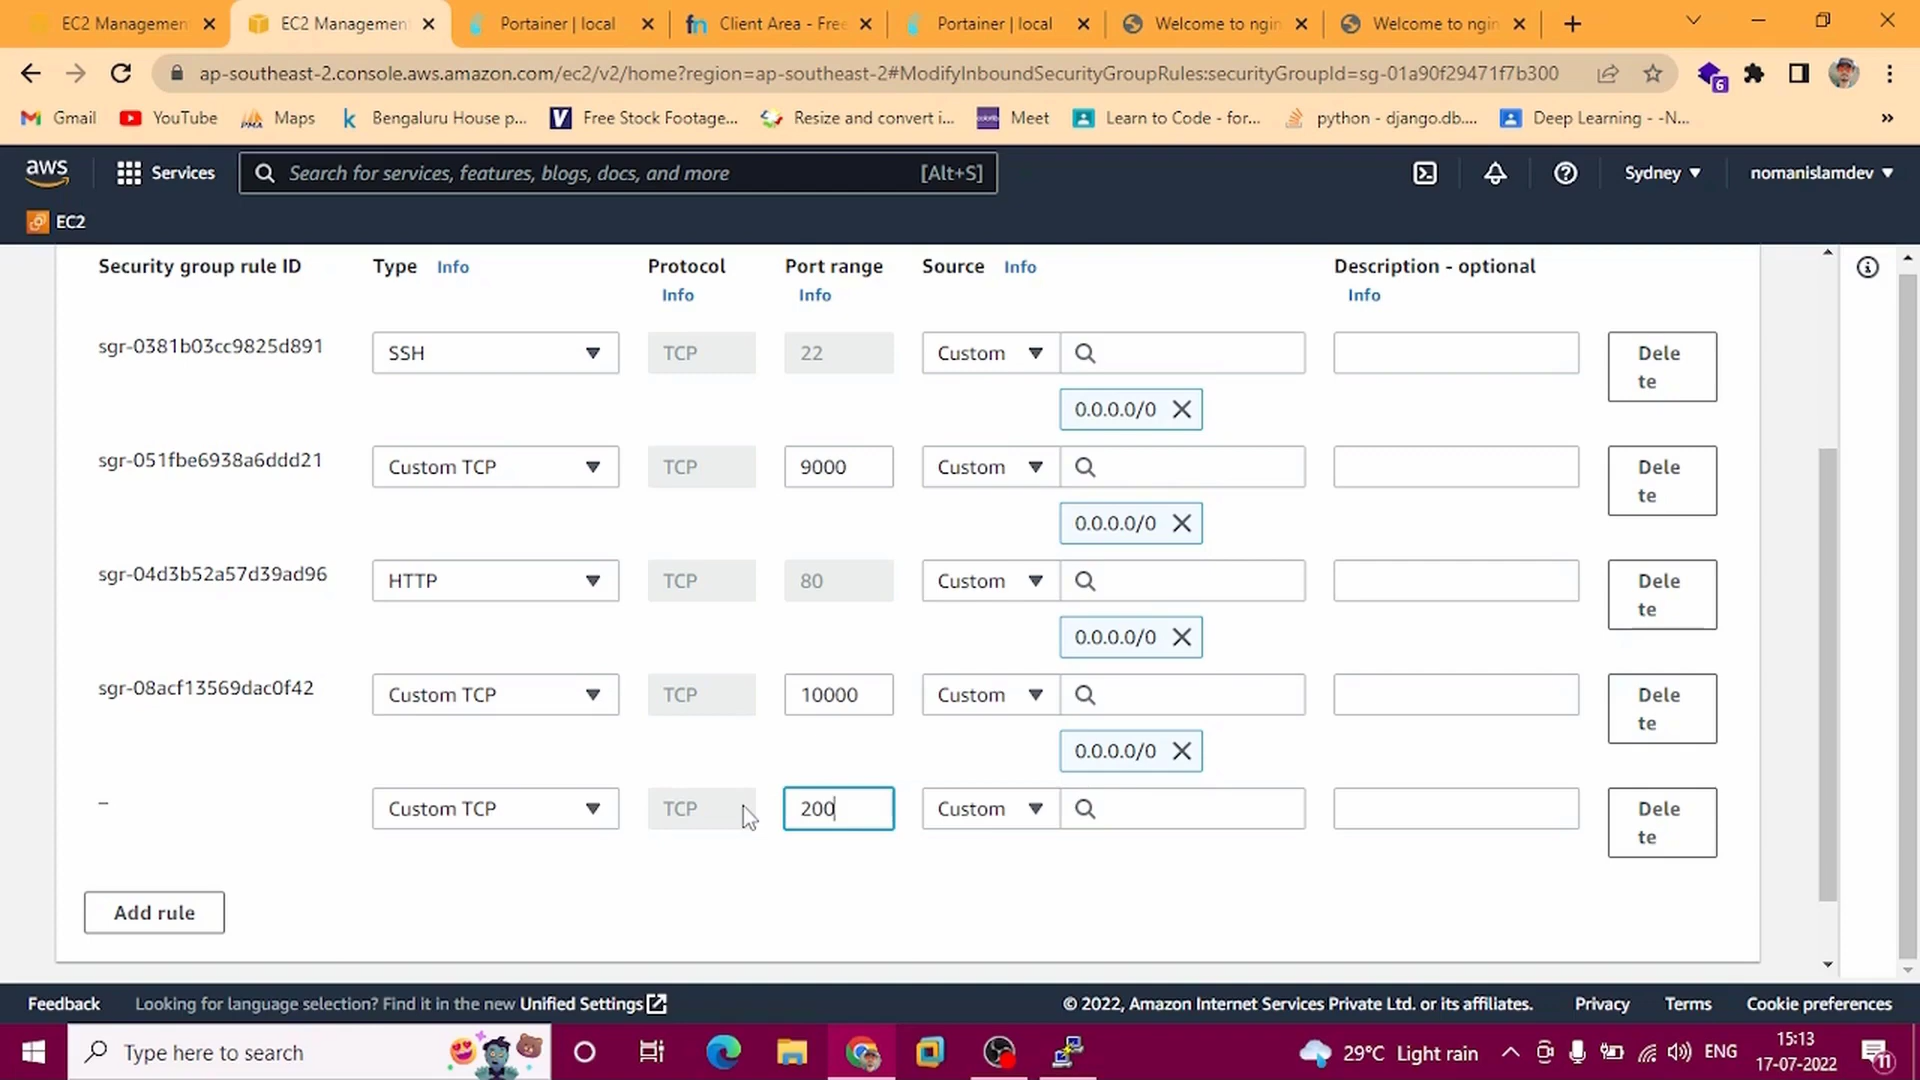 EC2 Management
EC2 Management
Portainer | local
Client Area - Free
Portainer | local
Welcome to ngin
Welcome to ngin
ap-southeast-2.console.aws.amazon.com/ec2/v2/home?region=ap-southeast-2#ModifyInboundSecurityGroupRules:securityGroupId=sg-01a90f29471f7b300
6
Gmail
YouTube
Maps
Bengaluru House p...
Free Stock Footage...
Resize and convert i...
Meet
Learn to Code - for...
python - django.db....
Deep Learning - -N...
aws
Services
Search for services, features, blogs, docs, and more
[Alt+S]
Sydney
nomanislamdev
EC2
Security group rule ID
Type Info
Protocol
Info
Port range
Info
Source Info
Description - optional
Info
sgr-0381b03cc9825d891
SSH
TCP
22
Custom
0.0.0.0/0
Dele
te
sgr-051fbe6938a6ddd21
Custom TCP
TCP
9000
Custom
0.0.0.0/0
Dele
te
sgr-04d3b52a57d39ad96
HTTP
TCP
80
Custom
0.0.0.0/0
Dele
te
sgr-08acf13569dac0f42
Custom TCP
TCP
10000
Custom
0.0.0.0/0
Dele
te
–
Custom TCP
TCP
200
Custom
Dele
te
Add rule
Feedback
Looking for language selection? Find it in the new Unified Settings
© 2022, Amazon Internet Services Private Ltd. or its affiliates.
Privacy
Terms
Cookie preferences
Type here to search
29°C Light rain
ENG
15:13
17-07-2022
11